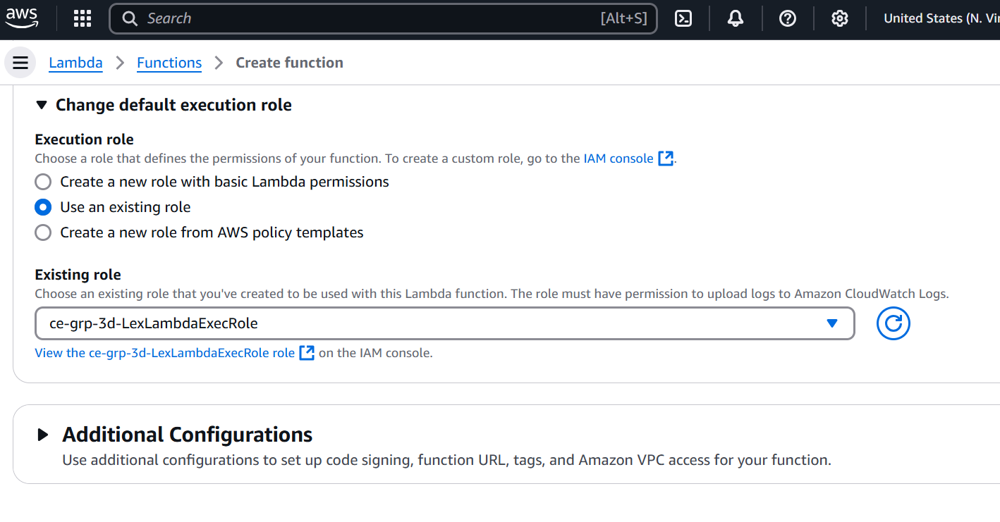 aws
Search [Alt+S]
United States (N. Vir
Lambda Functions Create function
Change default execution role
Execution role
Choose a role that defines the permissions of your function. To create a custom role, go to the IAM console.
Create a new role with basic Lambda permissions
Use an existing role
Create a new role from AWS policy templates
Existing role
Choose an existing role that you've created to be used with this Lambda function. The role must have permission to upload logs to Amazon CloudWatch Logs.
ce-grp-3d-LexLambdaExecRole
View the ce-grp-3d-LexLambdaExecRole role on the IAM console.
Additional Configurations
Use additional configurations to set up code signing, function URL, tags, and Amazon VPC access for your function.